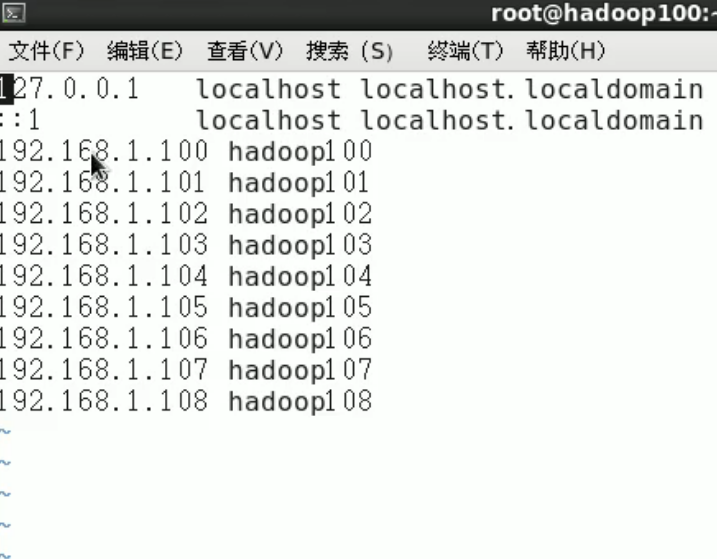 root@hadoop100:~
文件(F) 编辑(E) 查看(V) 搜索 (S) 终端(T) 帮助(H)
127.0.0.1 localhost localhost.localdomain
::1 localhost localhost.localdomain
192.168.1.100 hadoop100
192.168.1.101 hadoop101
192.168.1.102 hadoop102
192.168.1.103 hadoop103
192.168.1.104 hadoop104
192.168.1.105 hadoop105
192.168.1.106 hadoop106
192.168.1.107 hadoop107
192.168.1.108 hadoop108
~
~
~
~
~